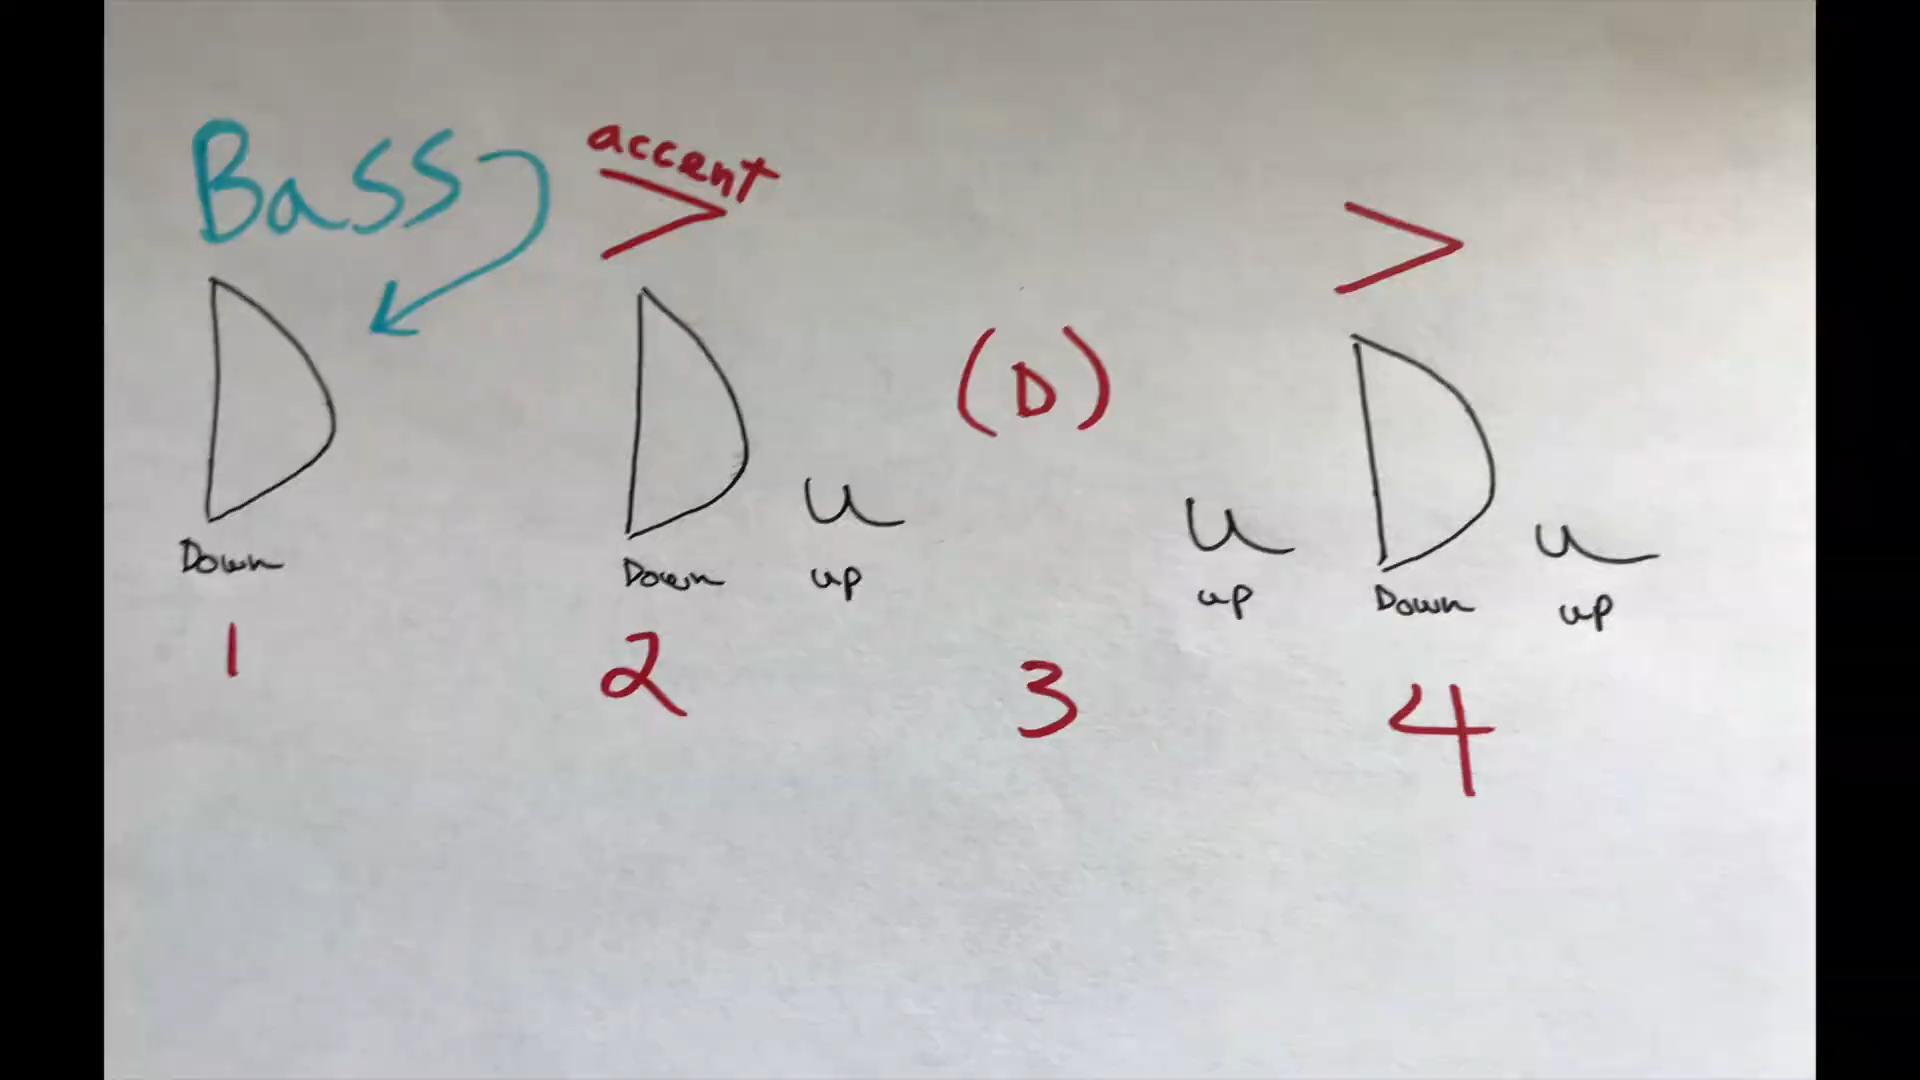 Bass
accent
> >
D D u (D) u D u
Down Down up up Down up
1 2 3 4